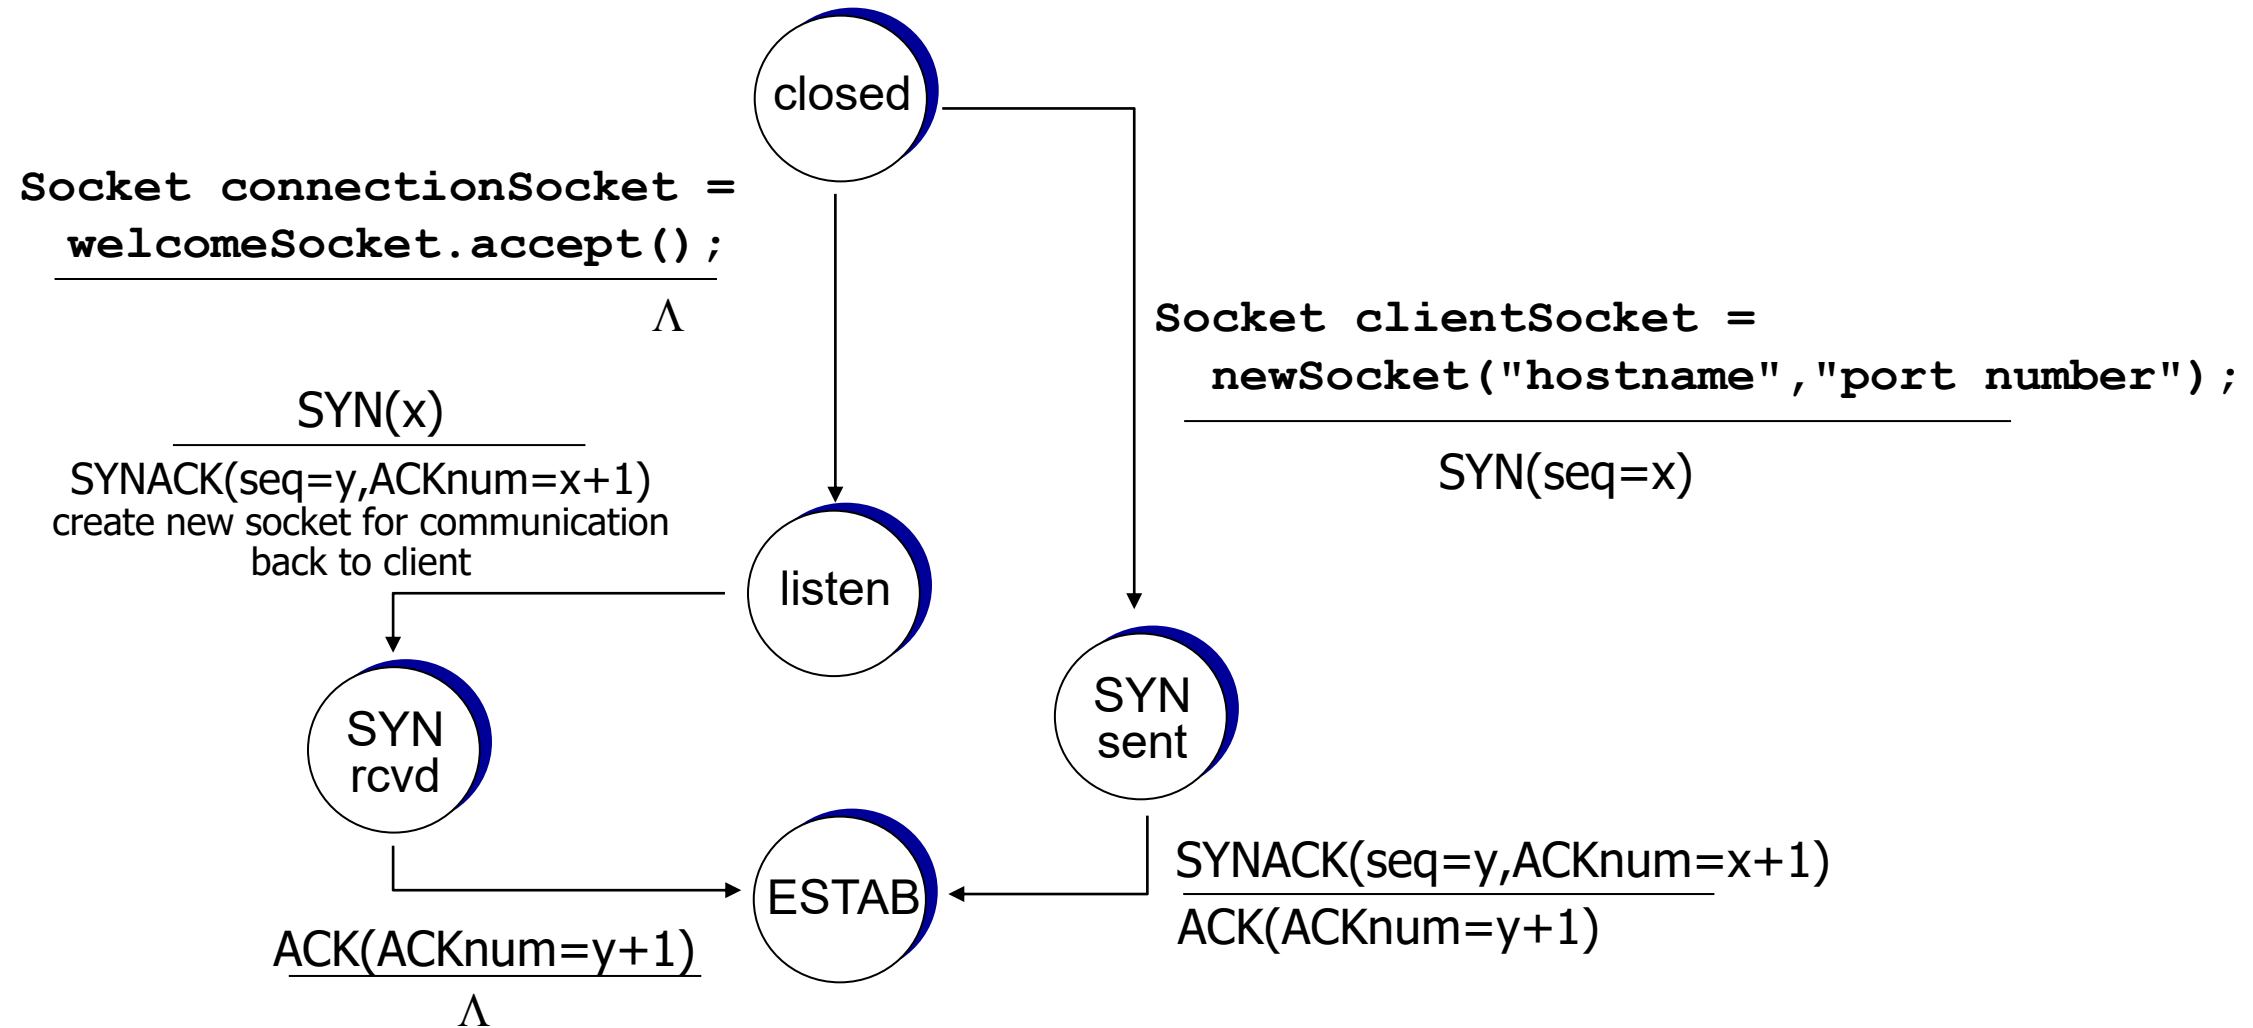 closed
Socket connectionSocket =
welcomeSocket.accept();
Λ
Socket clientSocket =
newSocket("hostname","port number");
SYN(seq=x)
SYN(x)
SYNACK(seq=y,ACKnum=x+1)
create new socket for communication
back to client
listen
SYN
rcvd
SYN
sent
ESTAB
SYNACK(seq=y,ACKnum=x+1)
ACK(ACKnum=y+1)
ACK(ACKnum=y+1)
Λ